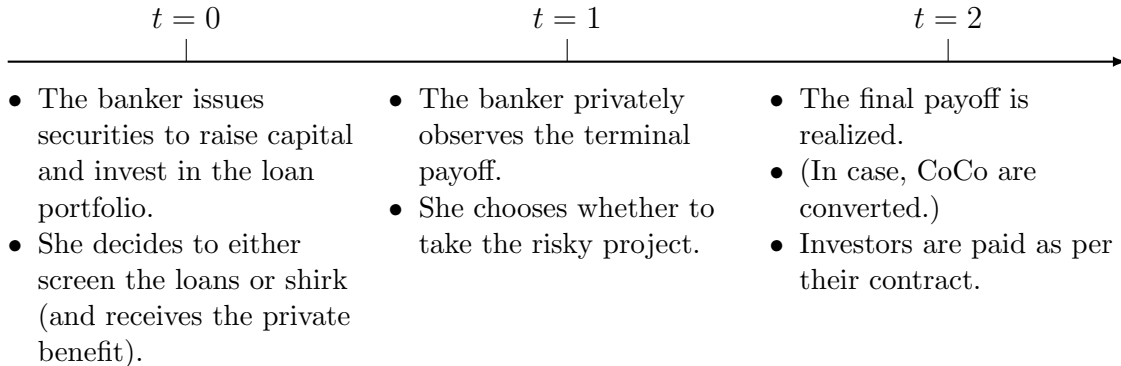 t = 0
t = 1
t = 2
• The banker issues
securities to raise capital
and invest in the loan
portfolio.
• She decides to either
screen the loans or shirk
(and receives the private
benefit).
• The banker privately
observes the terminal
payoff.
• She chooses whether to
take the risky project.
• The final payoff is
realized.
• (In case, CoCo are
converted.)
• Investors are paid as per
their contract.